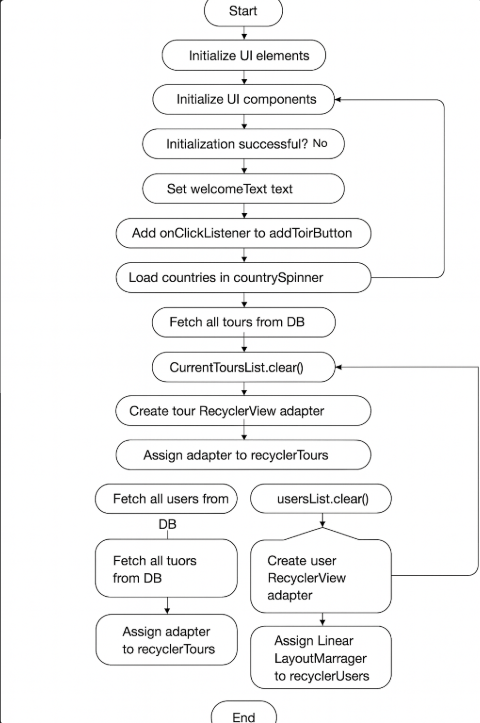 Start
Initialize UI elements
Initialize UI components
Initialization successful? No
Set welcomeText text
Add onClickListener to addToirButton
Load countries in countrySpinner
Fetch all tours from DB
CurrentToursList.clear()
Create tour RecyclerView adapter
Assign adapter to recyclerTours
Fetch all users from
DB
usersList.clear()
Fetch all tuors
from DB
Create user
RecyclerView
adapter
Assign adapter
to recyclerTours
Assign Linear
LayoutMarrager
to recyclerUsers
End